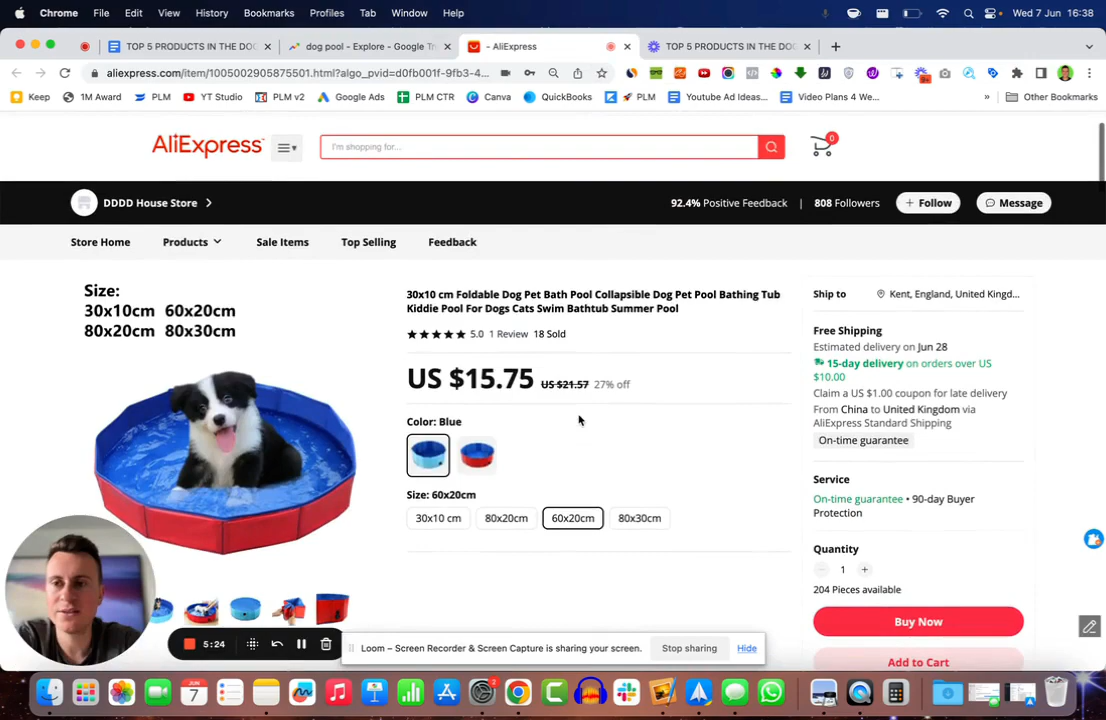 Chrome File Edit View History Bookmarks Profiles Tab Window Help Wed 7 Jun 16:38
TOP 5 PRODUCTS IN THE DO dog pool - Explore - Google Tr - AliExpress TOP 5 PRODUCTS IN THE DO
aliexpress.com/item/1005002905875501.html?algo_pvid=d0fb001f-9fb3-4...
Keep 1M Award PLM YT Studio PLM v2 Google Ads PLM CTR Canva QuickBooks PLM Youtube Ad Ideas... Video Plans 4 We... » Other Bookmarks
AliExpress I'm shopping for... 0
DDDD House Store 92.4% Positive Feedback | 808 Followers + Follow Message
Store Home Products Sale Items Top Selling Feedback
Size:
30x10cm 60x20cm
80x20cm 80x30cm
30x10 cm Foldable Dog Pet Bath Pool Collapsible Dog Pet Pool Bathing Tub
Kiddie Pool For Dogs Cats Swim Bathtub Summer Pool
5.0 1 Review 18 Sold
US $15.75 US $21.57 27% off
Color: Blue
Size: 60x20cm
30x10 cm 80x20cm 60x20cm 80x30cm
Ship to Kent, England, United Kingd...
Free Shipping
Estimated delivery on Jun 28
15-day delivery on orders over US
$10.00
Claim a US $1.00 coupon for late delivery
From China to United Kingdom via
AliExpress Standard Shipping
On-time guarantee
Service
On-time guarantee • 90-day Buyer
Protection
Quantity
1
204 Pieces available
Buy Now
Add to Cart
5:24
Loom – Screen Recorder & Screen Capture is sharing your screen. Stop sharing Hide
JUN
7
2